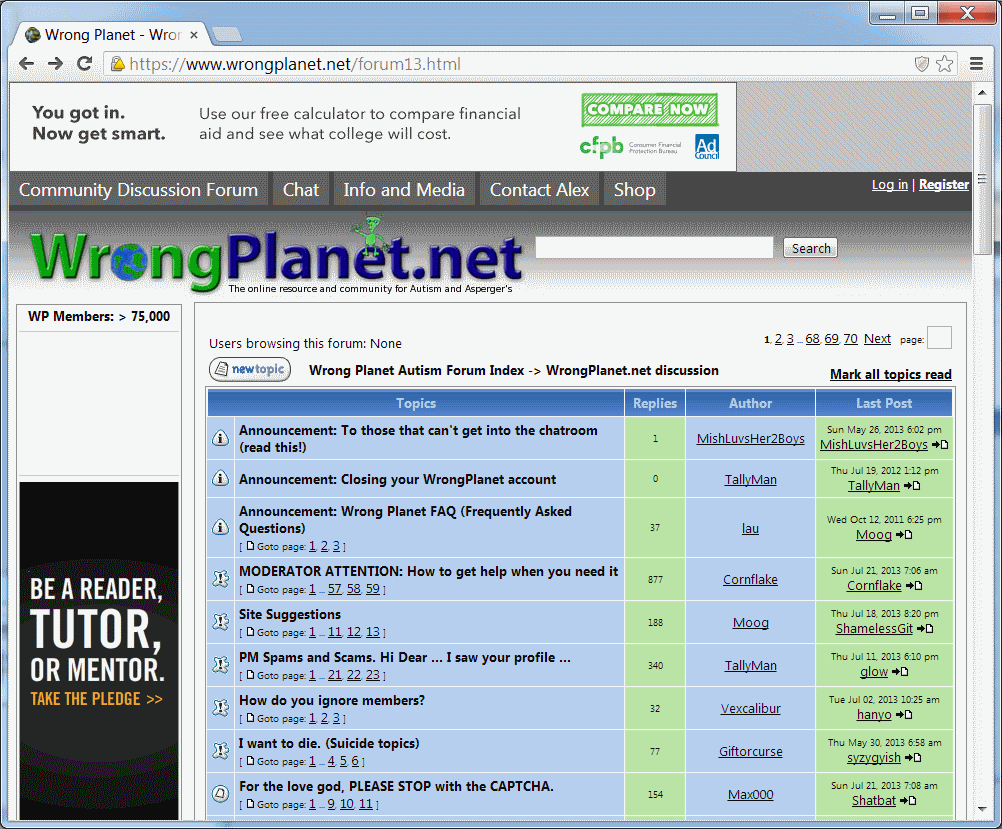 Wrong Planet - Wron
https://www.wrongplanet.net/forum13.html
You got in.
Now get smart.
Use our free calculator to compare financial
aid and see what college will cost.
COMPARE NOW
cfpb Consumer Financial
Protection Bureau
Ad
Council
Community Discussion Forum Chat Info and Media Contact Alex Shop
Log in | Register
WrongPlanet.net
The online resource and community for Autism and Asperger's
Search
WP Members: > 75,000
BE A READER,
TUTOR,
OR MENTOR.
TAKE THE PLEDGE >>
Users browsing this forum: None
1, 2, 3 ... 68, 69, 70 Next page:
newtopic Wrong Planet Autism Forum Index -> WrongPlanet.net discussion
Mark all topics read
Topics Replies Author Last Post
Announcement: To those that can't get into the chatroom
(read this!)
1
MishLuvsHer2Boys
Sun May 26, 2013 6:02 pm
MishLuvsHer2Boys
Announcement: Closing your WrongPlanet account
0
TallyMan
Thu Jul 19, 2012 1:12 pm
TallyMan
Announcement: Wrong Planet FAQ (Frequently Asked
Questions)
[ Goto page: 1, 2, 3 ]
37
lau
Wed Oct 12, 2011 6:25 pm
Moog
MODERATOR ATTENTION: How to get help when you need it
[ Goto page: 1 ... 57, 58, 59 ]
877
Cornflake
Sun Jul 21, 2013 7:06 am
Cornflake
Site Suggestions
[ Goto page: 1 ... 11, 12, 13 ]
188
Moog
Thu Jul 18, 2013 8:20 pm
ShamelessGit
PM Spams and Scams. Hi Dear ... I saw your profile ...
[ Goto page: 1 ... 21, 22, 23 ]
340
TallyMan
Thu Jul 11, 2013 6:10 pm
glow
How do you ignore members?
[ Goto page: 1, 2, 3 ]
32
Vexcalibur
Tue Jul 02, 2013 10:25 am
hanyo
I want to die. (Suicide topics)
[ Goto page: 1 ... 4, 5, 6 ]
77
Giftorcurse
Thu May 30, 2013 6:58 am
syzygyish
For the love god, PLEASE STOP with the CAPTCHA.
[ Goto page: 1 ... 9, 10, 11 ]
154
Max000
Sun Jul 21, 2013 7:08 am
Shatbat